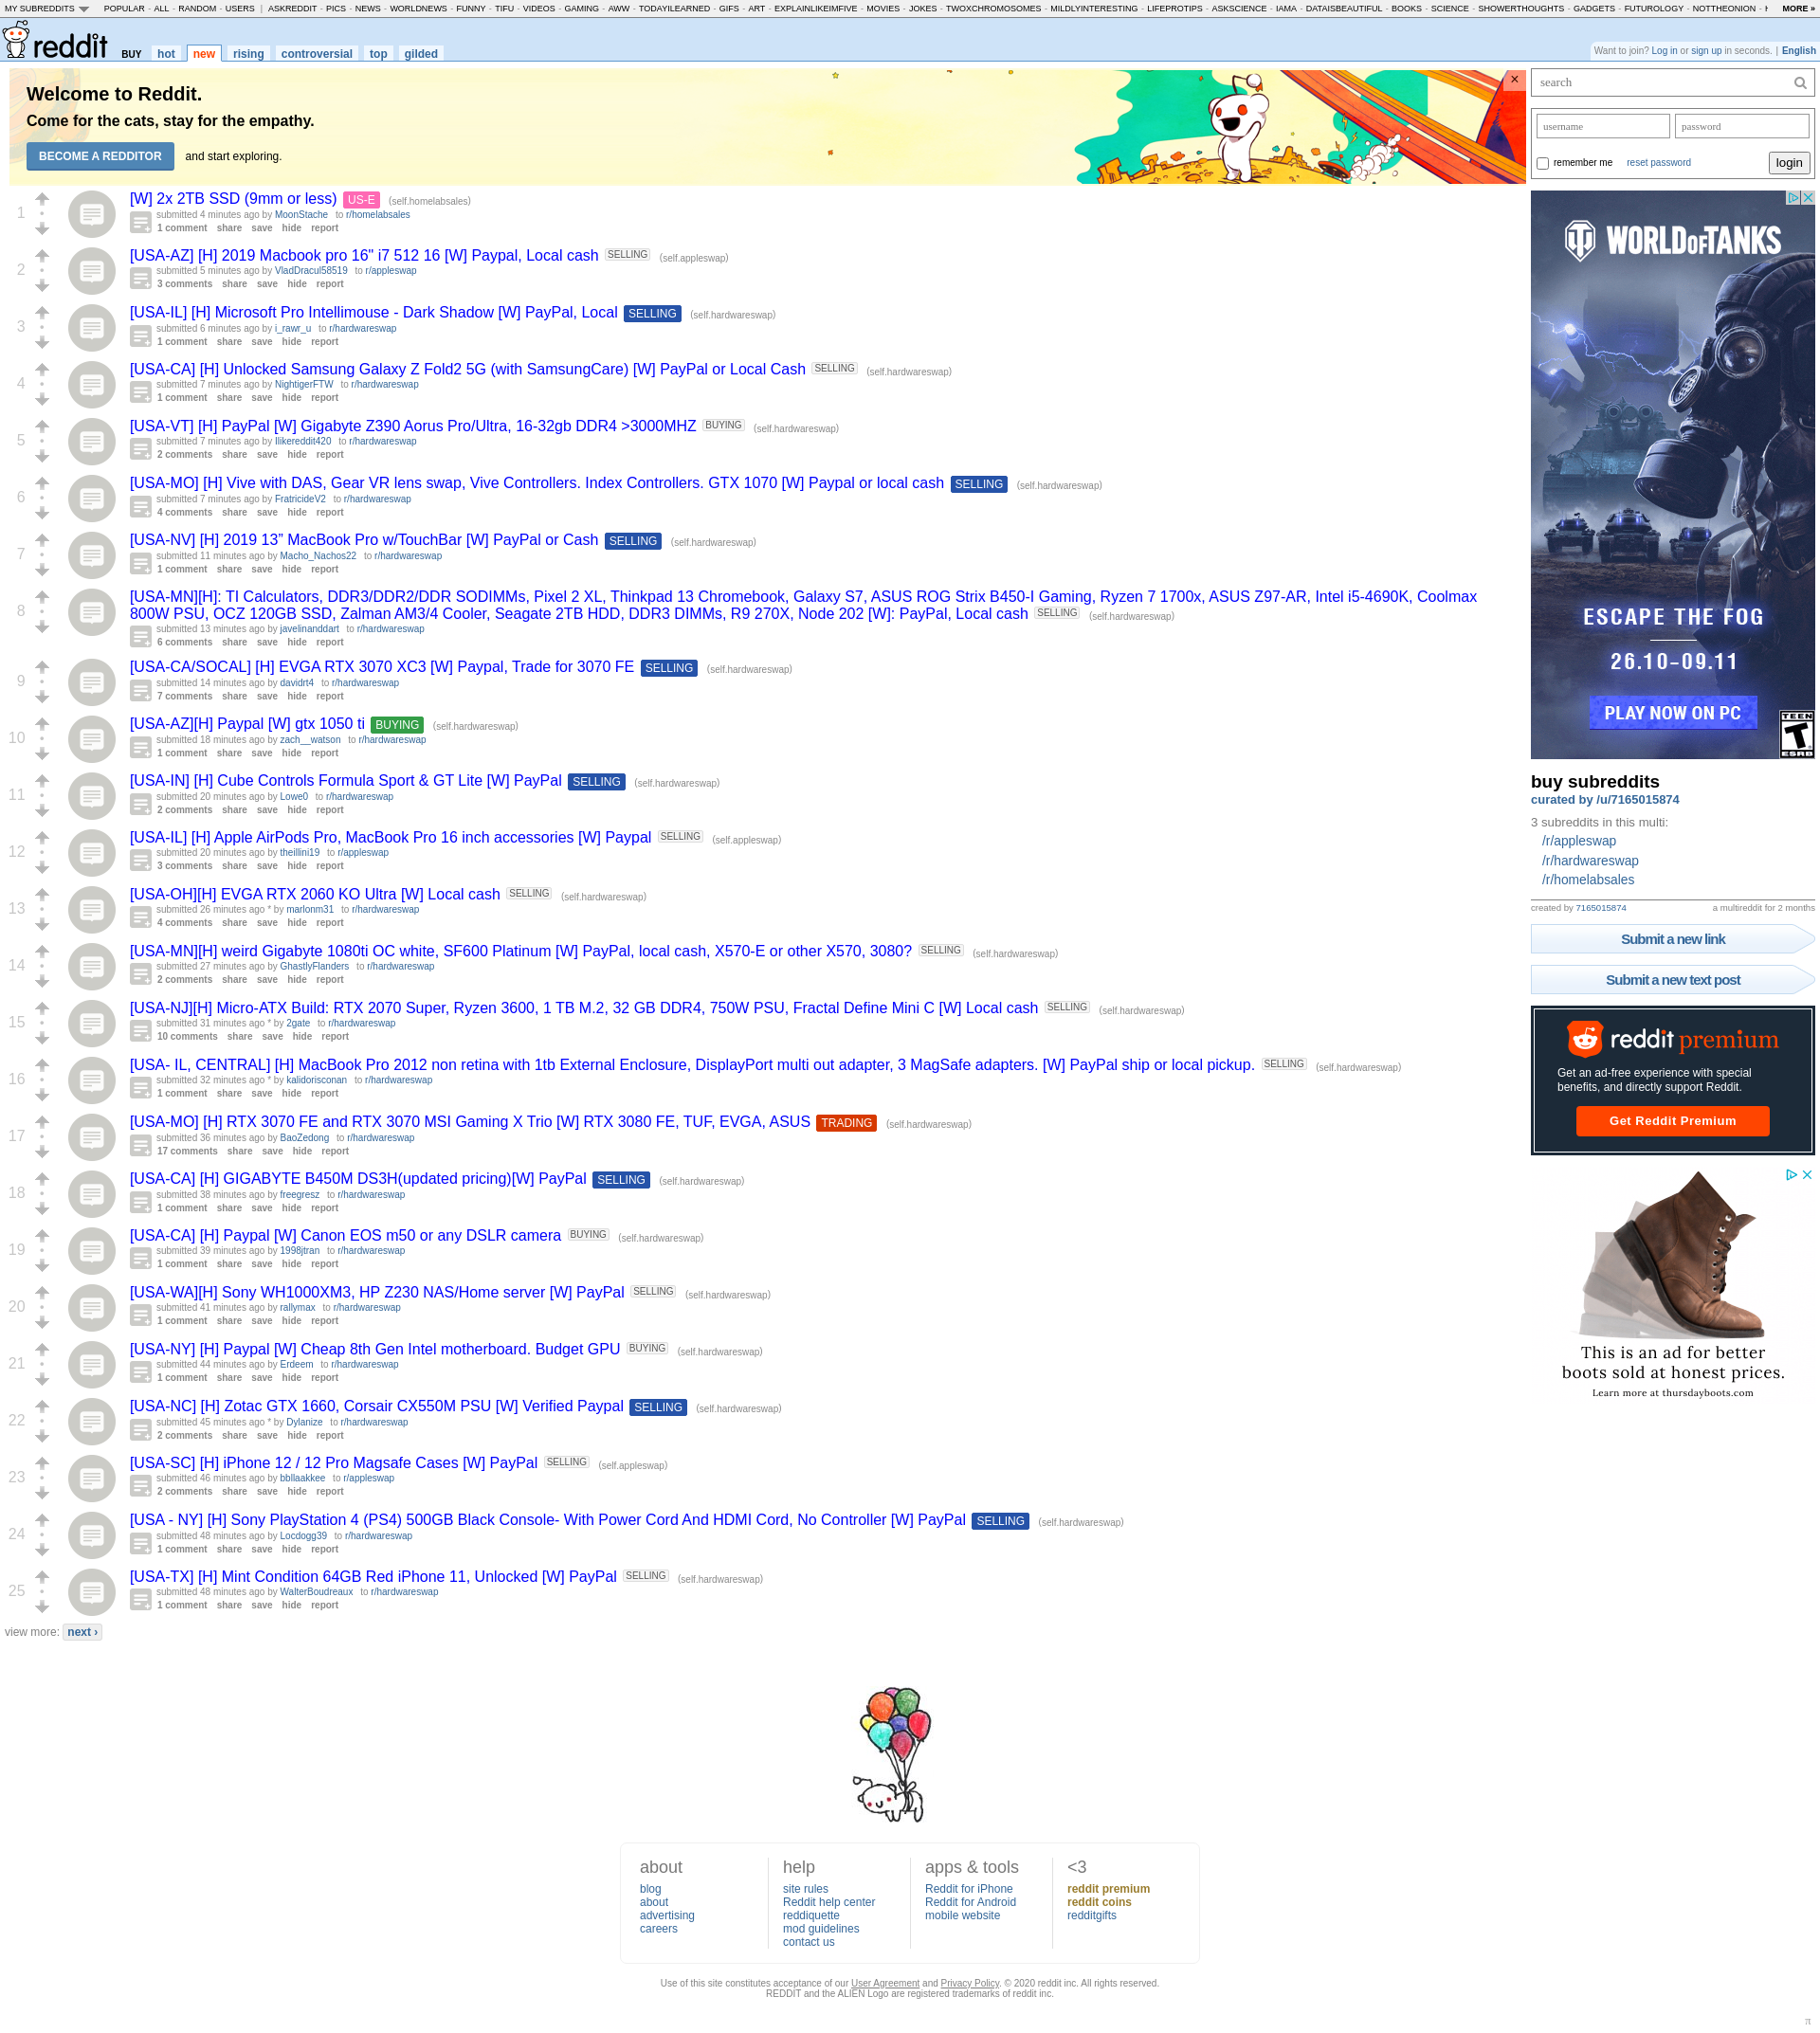 MY SUBREDDITS POPULAR - ALL - RANDOM - USERS | ASKREDDIT - PICS - NEWS - WORLDNEWS - FUNNY - TIFU - VIDEOS - GAMING - AWW - TODAYILEARNED - GIFS - ART - EXPLAINLIKEIMFIVE - MOVIES - JOKES - TWOXCHROMOSOMES - MILDLYINTERESTING - LIFEPROTIPS - ASKSCIENCE - IAMA - DATAISBEAUTIFUL - BOOKS - SCIENCE - SHOWERTHOUGHTS - GADGETS - FUTUROLOGY - NOTTHEONION - MORE »
reddit BUY hot new rising controversial top gilded
Want to join? Log in or sign up in seconds. | English
Welcome to Reddit.
Come for the cats, stay for the empathy.
BECOME A REDDITOR and start exploring.
1
[W] 2x 2TB SSD (9mm or less) US-E (self.homelabsales)
submitted 4 minutes ago by MoonStache to r/homelabsales
1 comment share save hide report
2
[USA-AZ] [H] 2019 Macbook pro 16" i7 512 16 [W] Paypal, Local cash SELLING (self.appleswap)
submitted 5 minutes ago by VladDracul58519 to r/appleswap
3 comments share save hide report
3
[USA-IL] [H] Microsoft Pro Intellimouse - Dark Shadow [W] PayPal, Local SELLING (self.hardwareswap)
submitted 6 minutes ago by i_rawr_u to r/hardwareswap
1 comment share save hide report
4
[USA-CA] [H] Unlocked Samsung Galaxy Z Fold2 5G (with SamsungCare) [W] PayPal or Local Cash SELLING (self.hardwareswap)
submitted 7 minutes ago by NightigerFTW to r/hardwareswap
1 comment share save hide report
5
[USA-VT] [H] PayPal [W] Gigabyte Z390 Aorus Pro/Ultra, 16-32gb DDR4 >3000MHZ BUYING (self.hardwareswap)
submitted 7 minutes ago by Ilikereddit420 to r/hardwareswap
2 comments share save hide report
6
[USA-MO] [H] Vive with DAS, Gear VR lens swap, Vive Controllers. Index Controllers. GTX 1070 [W] Paypal or local cash SELLING (self.hardwareswap)
submitted 7 minutes ago by FratricideV2 to r/hardwareswap
4 comments share save hide report
7
[USA-NV] [H] 2019 13” MacBook Pro w/TouchBar [W] PayPal or Cash SELLING (self.hardwareswap)
submitted 11 minutes ago by Macho_Nachos22 to r/hardwareswap
1 comment share save hide report
8
[USA-MN][H]: TI Calculators, DDR3/DDR2/DDR SODIMMs, Pixel 2 XL, Thinkpad 13 Chromebook, Galaxy S7, ASUS ROG Strix B450-I Gaming, Ryzen 7 1700x, ASUS Z97-AR, Intel i5-4690K, Coolmax
800W PSU, OCZ 120GB SSD, Zalman AM3/4 Cooler, Seagate 2TB HDD, DDR3 DIMMs, R9 270X, Node 202 [W]: PayPal, Local cash SELLING (self.hardwareswap)
submitted 13 minutes ago by javelinanddart to r/hardwareswap
6 comments share save hide report
9
[USA-CA/SOCAL] [H] EVGA RTX 3070 XC3 [W] Paypal, Trade for 3070 FE SELLING (self.hardwareswap)
submitted 14 minutes ago by davidrt4 to r/hardwareswap
7 comments share save hide report
10
[USA-AZ][H] Paypal [W] gtx 1050 ti BUYING (self.hardwareswap)
submitted 18 minutes ago by zach__watson to r/hardwareswap
1 comment share save hide report
11
[USA-IN] [H] Cube Controls Formula Sport & GT Lite [W] PayPal SELLING (self.hardwareswap)
submitted 20 minutes ago by Lowe0 to r/hardwareswap
2 comments share save hide report
12
[USA-IL] [H] Apple AirPods Pro, MacBook Pro 16 inch accessories [W] Paypal SELLING (self.appleswap)
submitted 20 minutes ago by theillini19 to r/appleswap
3 comments share save hide report
13
[USA-OH][H] EVGA RTX 2060 KO Ultra [W] Local cash SELLING (self.hardwareswap)
submitted 26 minutes ago * by marlonm31 to r/hardwareswap
4 comments share save hide report
14
[USA-MN][H] weird Gigabyte 1080ti OC white, SF600 Platinum [W] PayPal, local cash, X570-E or other X570, 3080? SELLING (self.hardwareswap)
submitted 27 minutes ago by GhastlyFlanders to r/hardwareswap
2 comments share save hide report
15
[USA-NJ][H] Micro-ATX Build: RTX 2070 Super, Ryzen 3600, 1 TB M.2, 32 GB DDR4, 750W PSU, Fractal Define Mini C [W] Local cash SELLING (self.hardwareswap)
submitted 31 minutes ago * by 2gate to r/hardwareswap
10 comments share save hide report
16
[USA- IL, CENTRAL] [H] MacBook Pro 2012 non retina with 1tb External Enclosure, DisplayPort multi out adapter, 3 MagSafe adapters. [W] PayPal ship or local pickup. SELLING (self.hardwareswap)
submitted 32 minutes ago * by kalidorisconan to r/hardwareswap
1 comment share save hide report
17
[USA-MO] [H] RTX 3070 FE and RTX 3070 MSI Gaming X Trio [W] RTX 3080 FE, TUF, EVGA, ASUS TRADING (self.hardwareswap)
submitted 36 minutes ago by BaoZedong to r/hardwareswap
17 comments share save hide report
18
[USA-CA] [H] GIGABYTE B450M DS3H(updated pricing)[W] PayPal SELLING (self.hardwareswap)
submitted 38 minutes ago by freegresz to r/hardwareswap
1 comment share save hide report
19
[USA-CA] [H] Paypal [W] Canon EOS m50 or any DSLR camera BUYING (self.hardwareswap)
submitted 39 minutes ago by 1998jtran to r/hardwareswap
1 comment share save hide report
20
[USA-WA][H] Sony WH1000XM3, HP Z230 NAS/Home server [W] PayPal SELLING (self.hardwareswap)
submitted 41 minutes ago by rallymax to r/hardwareswap
1 comment share save hide report
21
[USA-NY] [H] Paypal [W] Cheap 8th Gen Intel motherboard. Budget GPU BUYING (self.hardwareswap)
submitted 44 minutes ago by Erdeem to r/hardwareswap
1 comment share save hide report
22
[USA-NC] [H] Zotac GTX 1660, Corsair CX550M PSU [W] Verified Paypal SELLING (self.hardwareswap)
submitted 45 minutes ago * by Dylanize to r/hardwareswap
2 comments share save hide report
23
[USA-SC] [H] iPhone 12 / 12 Pro Magsafe Cases [W] PayPal SELLING (self.appleswap)
submitted 46 minutes ago by bbllaakkee to r/appleswap
2 comments share save hide report
24
[USA - NY] [H] Sony PlayStation 4 (PS4) 500GB Black Console- With Power Cord And HDMI Cord, No Controller [W] PayPal SELLING (self.hardwareswap)
submitted 48 minutes ago by Locdogg39 to r/hardwareswap
1 comment share save hide report
25
[USA-TX] [H] Mint Condition 64GB Red iPhone 11, Unlocked [W] PayPal SELLING (self.hardwareswap)
submitted 48 minutes ago by WalterBoudreaux to r/hardwareswap
1 comment share save hide report
view more: next ›
search
username password
remember me reset password login
WORLD OF TANKS
ESCAPE THE FOG
26.10–09.11
PLAY NOW ON PC
TEEN
T
ESRB
buy subreddits
curated by /u/7165015874
3 subreddits in this multi:
/r/appleswap
/r/hardwareswap
/r/homelabsales
created by 7165015874 a multireddit for 2 months
Submit a new link
Submit a new text post
reddit premium
Get an ad-free experience with special
benefits, and directly support Reddit.
Get Reddit Premium
This is an ad for better
boots sold at honest prices.
Learn more at thursdayboots.com
about
blog
about
advertising
careers
help
site rules
Reddit help center
reddiquette
mod guidelines
contact us
apps & tools
Reddit for iPhone
Reddit for Android
mobile website
<3
reddit premium
reddit coins
redditgifts
Use of this site constitutes acceptance of our User Agreement and Privacy Policy. © 2020 reddit inc. All rights reserved.
REDDIT and the ALIEN Logo are registered trademarks of reddit inc.
π